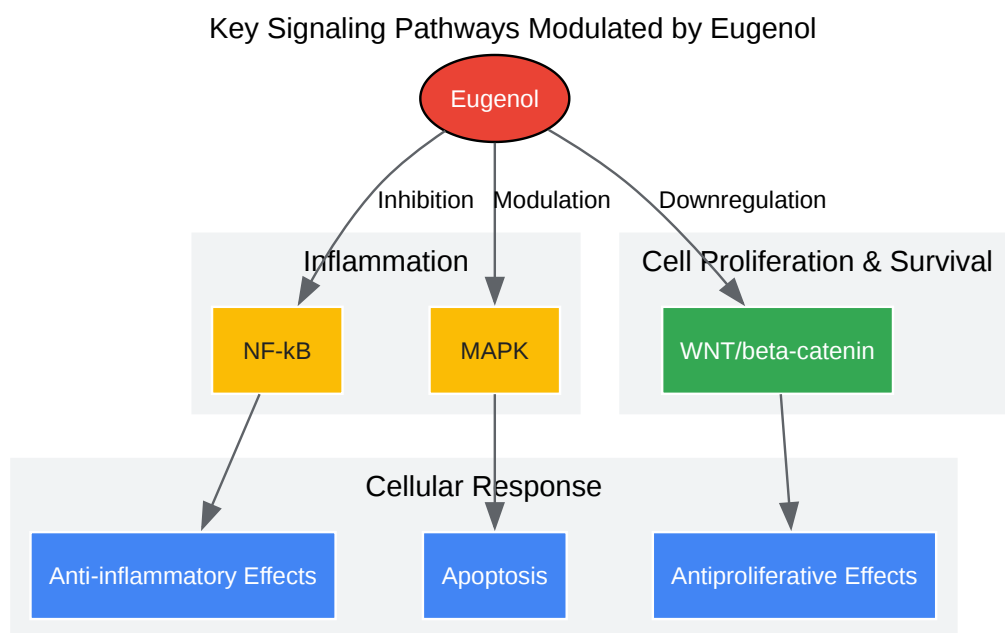 Key Signaling Pathways Modulated by Eugenol
Eugenol
Inhibition
Modulation
Downregulation
Inflammation
Cell Proliferation & Survival
NF-kB
MAPK
WNT/beta-catenin
Cellular Response
Anti-inflammatory Effects
Apoptosis
Antiproliferative Effects